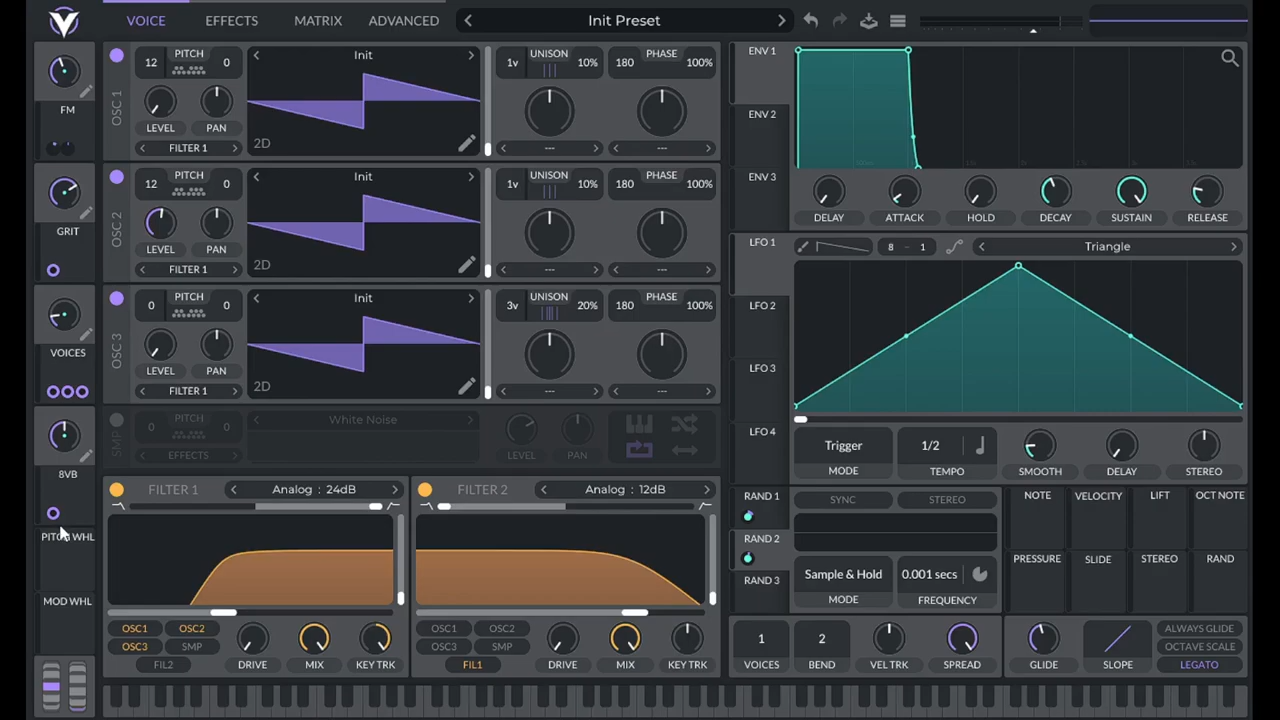 VOICE EFFECTS MATRIX ADVANCED Init Preset
FM
GRIT
VOICES
8VB
PITCH WHL
MOD WHL
OSC 1 12 PITCH 0 Init UNISON 1v 10% PHASE 180 100%
LEVEL PAN 2D
FILTER 1 --- ---
OSC 2 12 PITCH 0 Init UNISON 1v 10% PHASE 180 100%
LEVEL PAN 2D
FILTER 1 --- ---
OSC 3 0 PITCH 0 Init UNISON 3v 20% PHASE 180 100%
LEVEL PAN 2D
FILTER 1 --- ---
SMP 0 PITCH 0 White Noise
EFFECTS LEVEL PAN
FILTER 1 Analog : 24dB
OSC1 OSC2
OSC3 SMP
FIL2
DRIVE MIX KEY TRK
FILTER 2 Analog : 12dB
OSC1 OSC2
OSC3 SMP
FIL1
DRIVE MIX KEY TRK
ENV 1
ENV 2
ENV 3
DELAY ATTACK HOLD DECAY SUSTAIN RELEASE
LFO 1 8 - 1 Triangle
LFO 2
LFO 3
LFO 4
Trigger 1/2
MODE TEMPO SMOOTH DELAY STEREO
RAND 1
RAND 2
RAND 3
SYNC STEREO
Sample & Hold 0.001 secs
MODE FREQUENCY
NOTE VELOCITY LIFT OCT NOTE
PRESSURE SLIDE STEREO RAND
1 2
VOICES BEND VEL TRK SPREAD
GLIDE SLOPE
ALWAYS GLIDE
OCTAVE SCALE
LEGATO